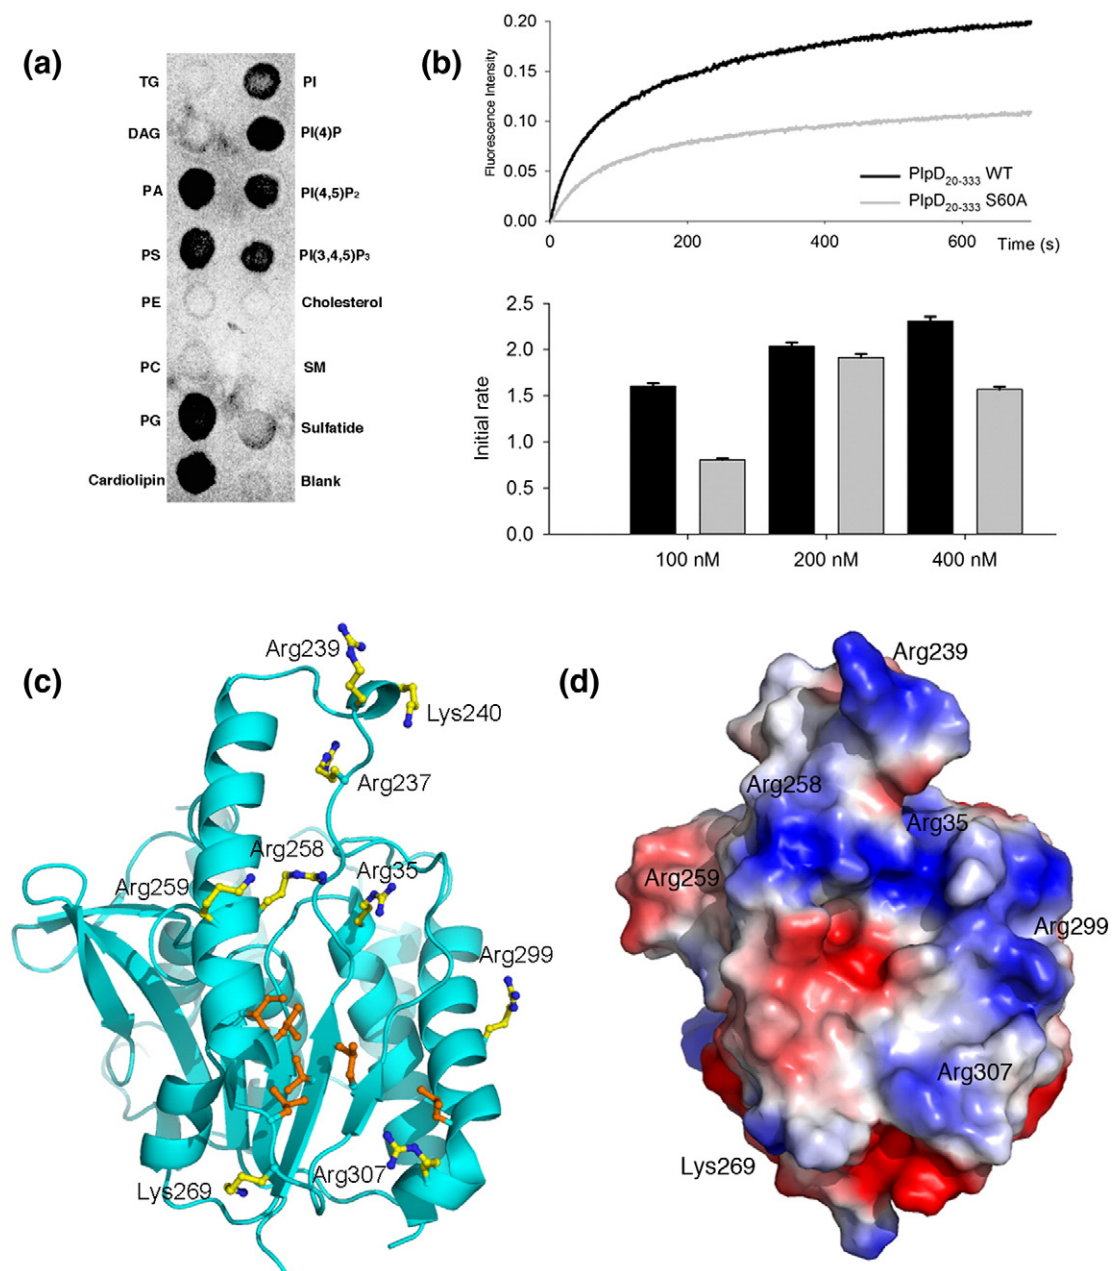 (a)
TG PI
DAG PI(4)P
PA PI(4,5)P2
PS PI(3,4,5)P3
PE Cholesterol
PC SM
PG Sulfatide
Cardiolipin Blank
(b)
Fluorescence Intensity
0.20
0.15
0.10
0.05
0.00
PlpD20-333 WT
PlpD20-333 S60A
0 200 400 600 Time (s)
Initial rate
2.5
2.0
1.5
1.0
0.5
0.0
100 nM 200 nM 400 nM
(c)
Arg239
Lys240
Arg237
Arg258
Arg35
Arg259
Arg299
Arg307
Lys269
(d)
Arg239
Arg258
Arg35
Arg259
Arg299
Arg307
Lys269